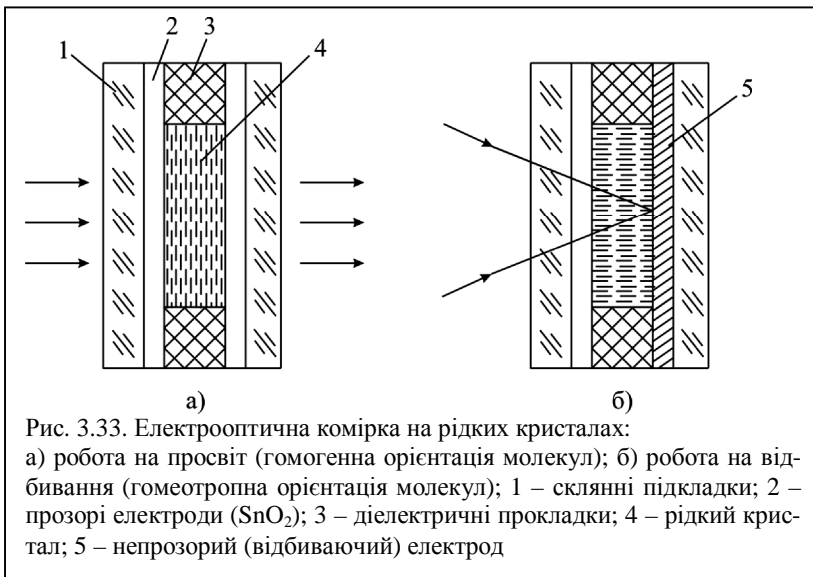 1
2
3
4
5
а)
б)
Рис. 3.33. Електрооптична комірка на рідких кристалах:
а) робота на просвіт (гомогенна орієнтація молекул); б) робота на від-
бивання (гомеотропна орієнтація молекул); 1 – склянні підкладки; 2 –
прозорі електроди (SnO₂); 3 – діелектричні прокладки; 4 – рідкий крис-
тал; 5 – непрозорий (відбиваючий) електрод